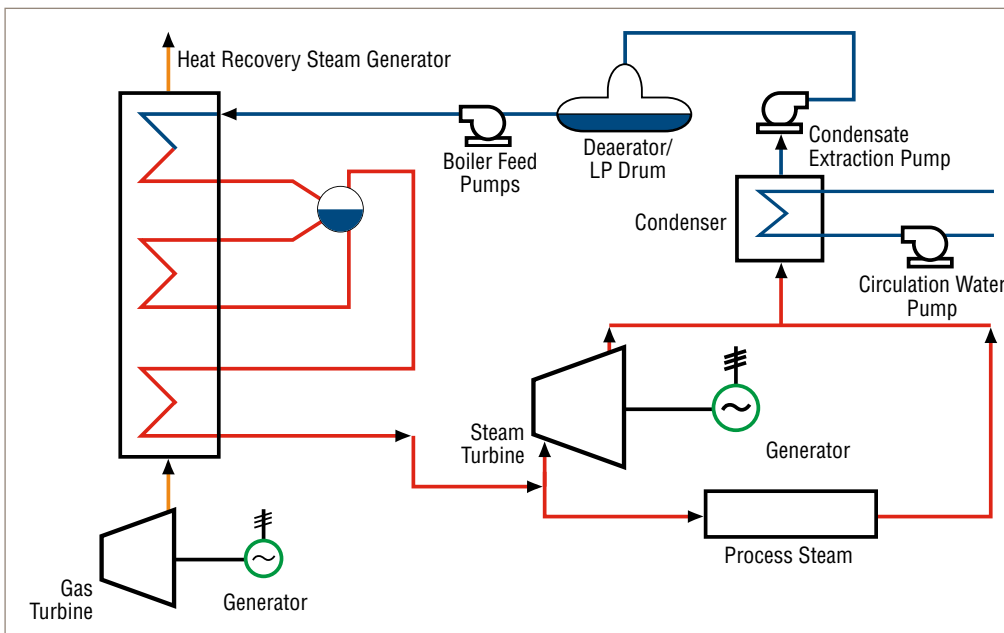 Heat Recovery Steam Generator
Boiler Feed
Pumps
Deaerator/
LP Drum
Condensate
Extraction Pump
Condenser
Circulation Water
Pump
Steam
Turbine
Generator
Process Steam
Gas
Turbine
Generator